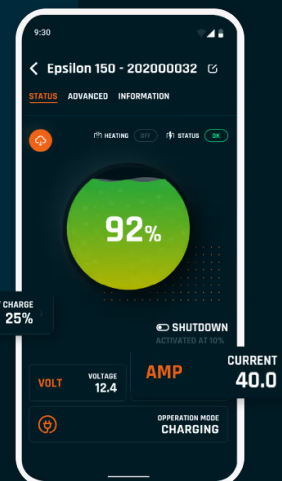 9:30
Epsilon 150 - 202000032
STATUS ADVANCED INFORMATION
HEATING OFF STATUS OK
92%
CHARGE
25%
SHUTDOWN
ACTIVATED AT 10%
VOLT VOLTAGE 12.4
AMP CURRENT 40.0
OPPERATION MODE
CHARGING